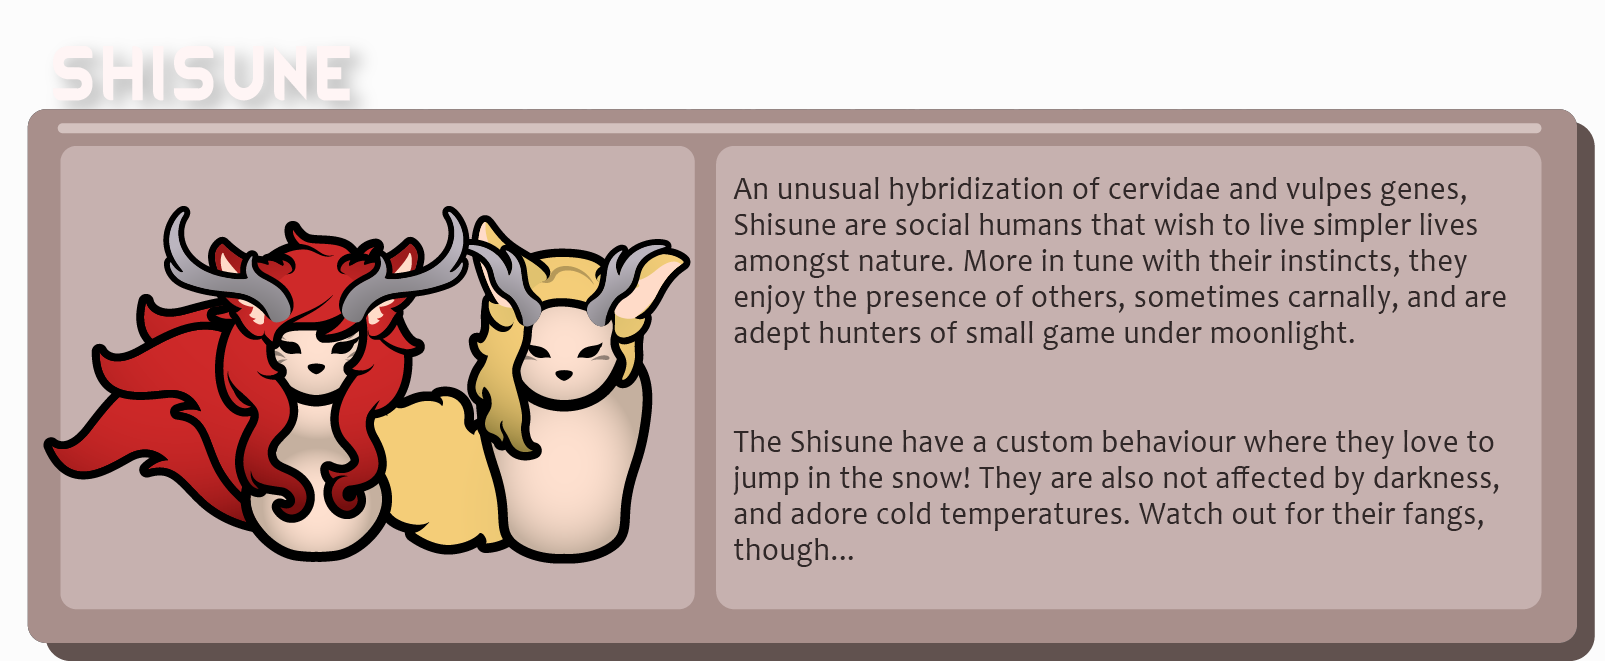 SHISUNE
An unusual hybridization of cervidae and vulpes genes,
Shisune are social humans that wish to live simpler lives
amongst nature. More in tune with their instincts, they
enjoy the presence of others, sometimes carnally, and are
adept hunters of small game under moonlight.
The Shisune have a custom behaviour where they love to
jump in the snow! They are also not affected by darkness,
and adore cold temperatures. Watch out for their fangs,
though...